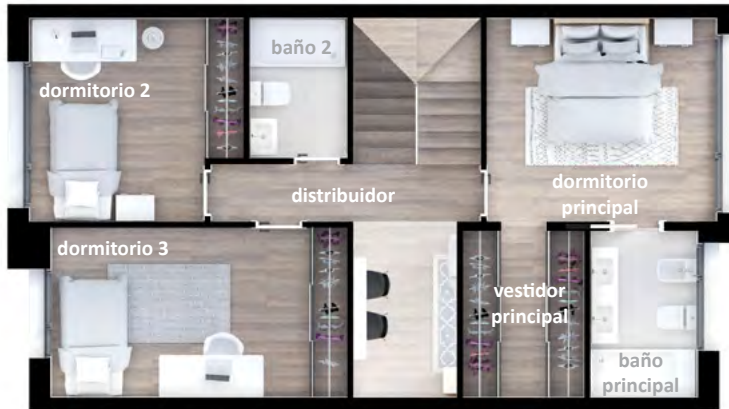 baño 2
dormitorio 2
distribuidor
dormitorio
principal
dormitorio 3
vestidor
principal
baño
principal